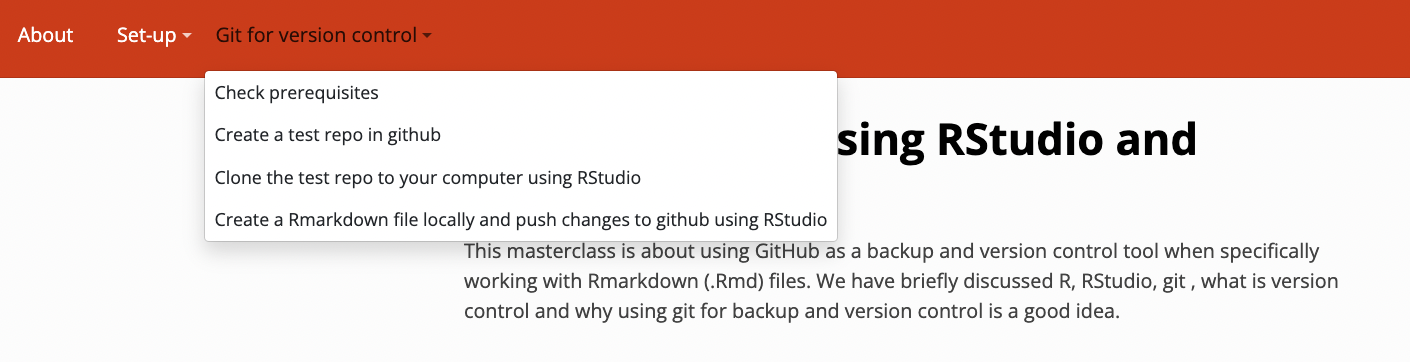 About
Set-up
Git for version control
Check prerequisites
Create a test repo in github
Clone the test repo to your computer using RStudio
Create a Rmarkdown file locally and push changes to github using RStudio
RStudio and
This masterclass is about using GitHub as a backup and version control tool when specifically
working with Rmarkdown (.Rmd) files. We have briefly discussed R, RStudio, git , what is version
control and why using git for backup and version control is a good idea.